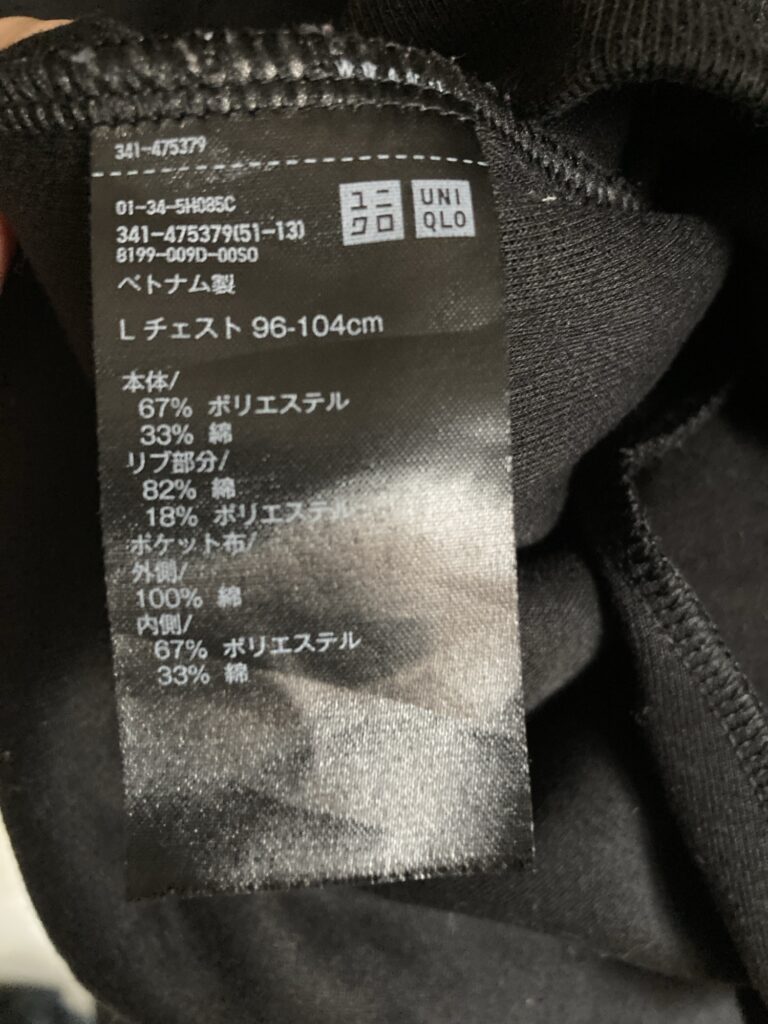 341-475379
01-34-5H085C
341-475379(51-13)
8199-009D-00SO
ユニ
クロ
UNI
QLO
ベトナム製
L チェスト 96-104cm
本体/
67% ポリエステル
33% 綿
リブ部分/
82% 綿
18% ポリエステル
ポケット布/
外側/
100% 綿
内側/
67% ポリエステル
33% 綿